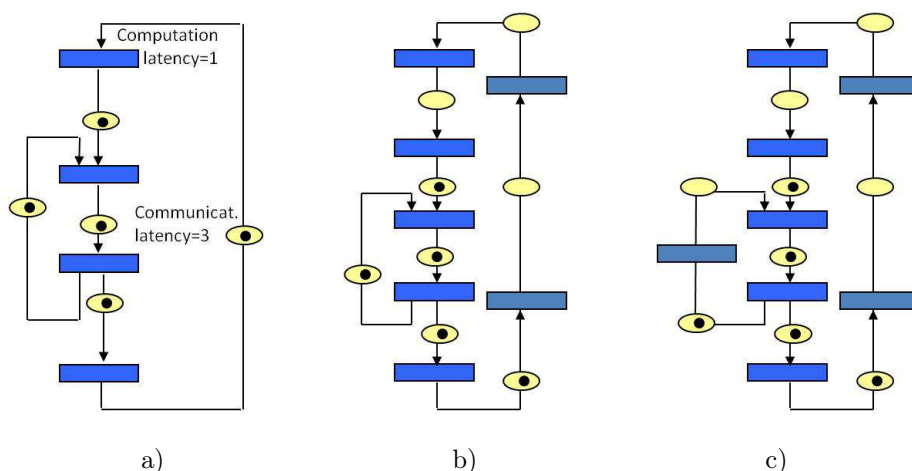 Computation
latency=1
Communicat.
latency=3
a)
b)
c)